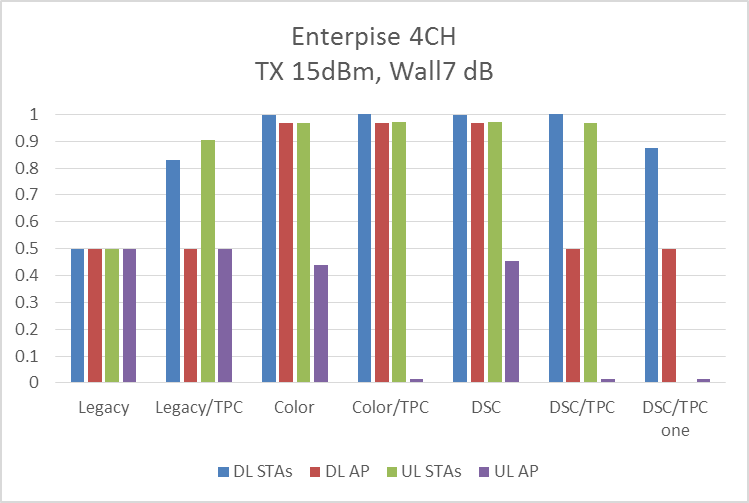 Enterpise 4CH
TX 15dBm, Wall7 dB
1
0.9
0.8
0.7
0.6
0.5
0.4
0.3
0.2
0.1
0
Legacy
Legacy/TPC
Color
Color/TPC
DSC
DSC/TPC
DSC/TPC
one
DL STAs
DL AP
UL STAs
UL AP